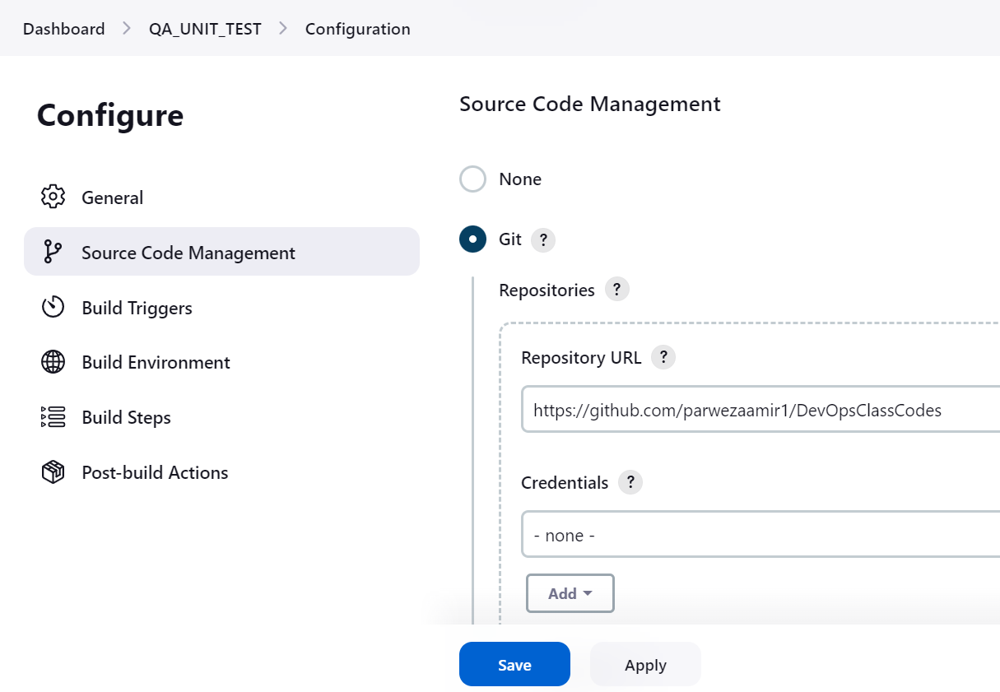 Dashboard > QA_UNIT_TEST > Configuration
Configure
General
Source Code Management
Build Triggers
Build Environment
Build Steps
Post-build Actions
Source Code Management
None
Git ?
Repositories ?
Repository URL ?
https://github.com/parwezaamir1/DevOpsClassCodes
Credentials ?
- none -
Add
Save Apply